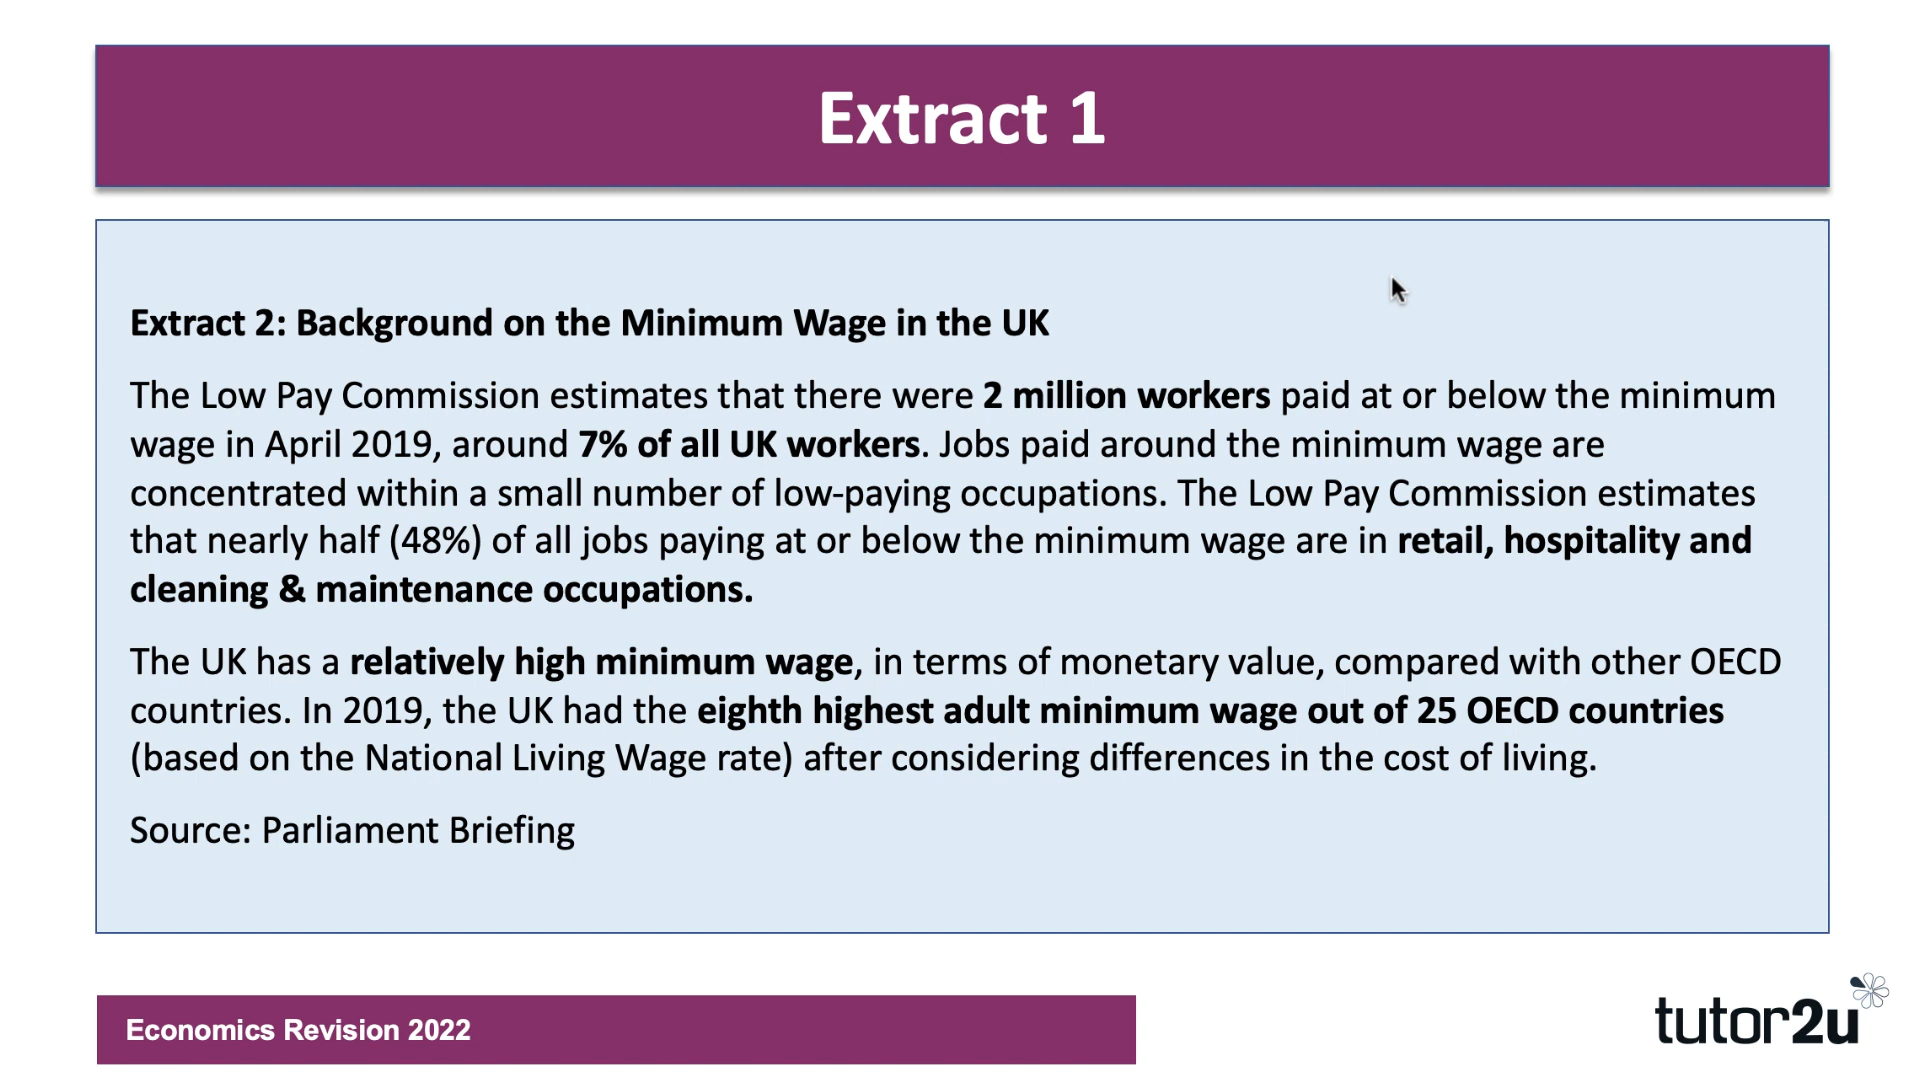 Extract 1
Extract 2: Background on the Minimum Wage in the UK
The Low Pay Commission estimates that there were 2 million workers paid at or below the minimum
wage in April 2019, around 7% of all UK workers. Jobs paid around the minimum wage are
concentrated within a small number of low-paying occupations. The Low Pay Commission estimates
that nearly half (48%) of all jobs paying at or below the minimum wage are in retail, hospitality and
cleaning & maintenance occupations.
The UK has a relatively high minimum wage, in terms of monetary value, compared with other OECD
countries. In 2019, the UK had the eighth highest adult minimum wage out of 25 OECD countries
(based on the National Living Wage rate) after considering differences in the cost of living.
Source: Parliament Briefing
Economics Revision 2022
tutor2u